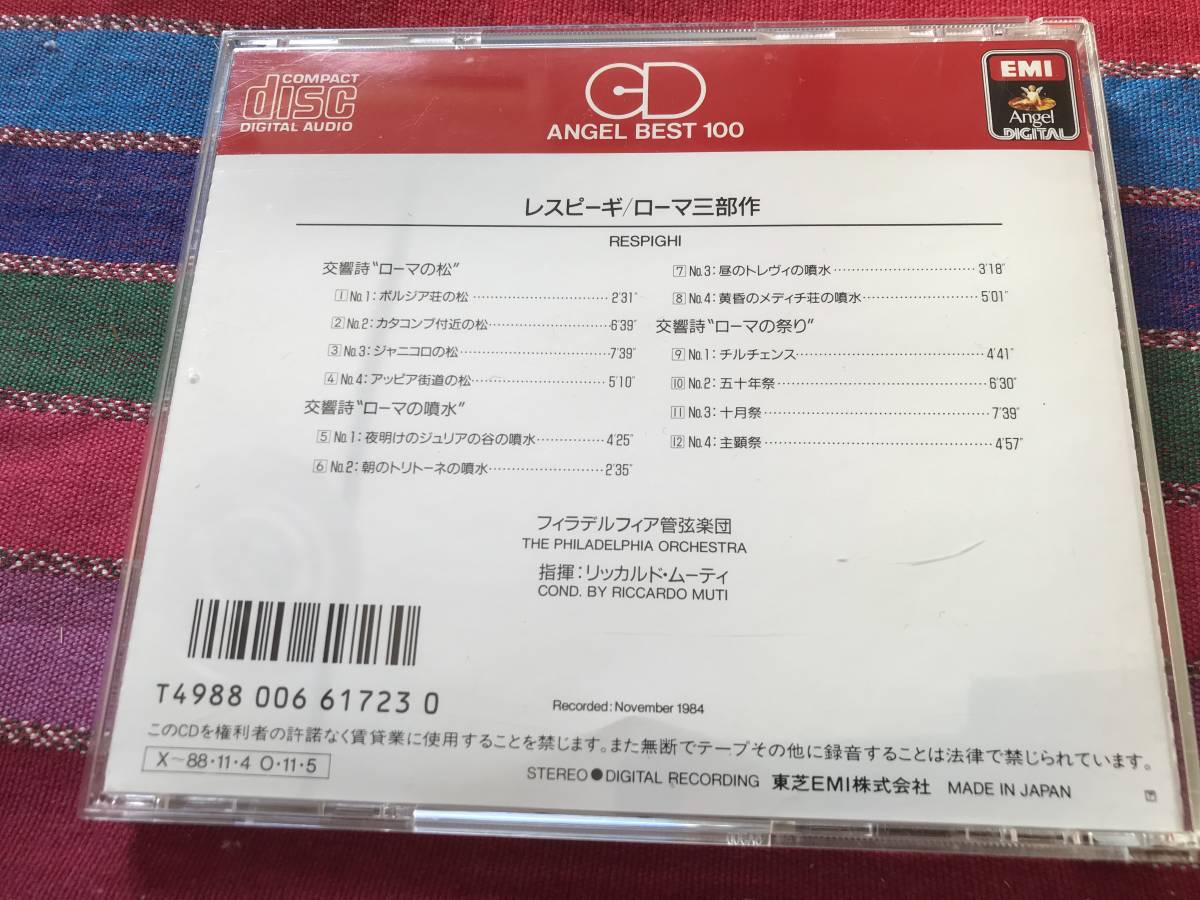 COMPACT
disc
DIGITAL AUDIO
CD
ANGEL BEST 100
EMI
Angel
DIGITAL
レスピーギ/ローマ三部作
RESPIGHI
交響詩“ローマの松”
1 No.1：ボルジア荘の松 2'31"
2 No.2：カタコンブ付近の松 6'39"
3 No.3：ジャニコロの松 7'39"
4 No.4：アッピア街道の松 5'10"
交響詩“ローマの噴水”
5 No.1：夜明けのジュリアの谷の噴水 4'25"
6 No.2：朝のトリトーネの噴水 2'35"
7 No.3：昼のトレヴィの噴水 3'18"
8 No.4：黄昏のメディチ荘の噴水 5'01"
交響詩“ローマの祭り”
9 No.1：チルチェンス 4'41"
10 No.2：五十年祭 6'30"
11 No.3：十月祭 7'39"
12 No.4：主顕祭 4'57"
フィラデルフィア管弦楽団
THE PHILADELPHIA ORCHESTRA
指揮：リッカルド・ムーティ
COND. BY RICCARDO MUTI
T4988 006 61723 0
Recorded: November 1984
このCDを権利者の許諾なく賃貸業に使用することを禁じます。また無断でテープその他に録音することは法律で禁じられています。
X〜88・11・4 O・11・5
STEREO●DIGITAL RECORDING 東芝EMI株式会社 MADE IN JAPAN